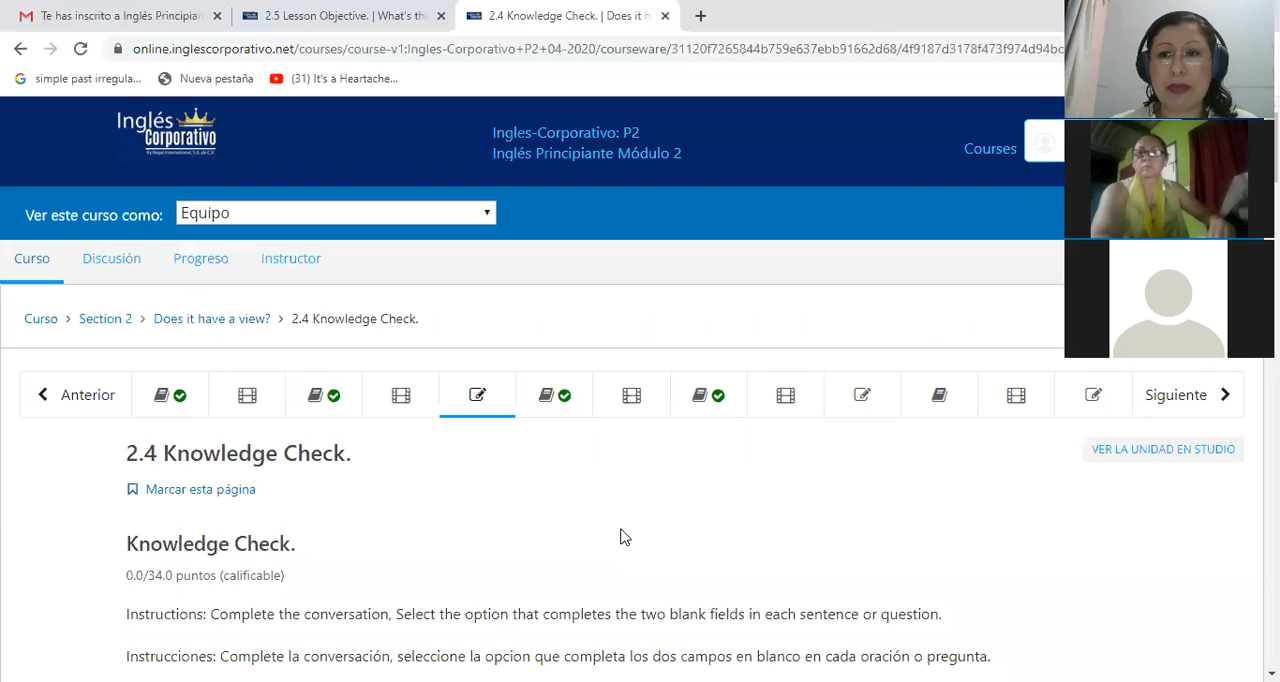 Te has inscrito a Inglés Principian
2.5 Lesson Objective. | What's thi
2.4 Knowledge Check. | Does it h
online.inglescorporativo.net/courses/course-v1:Ingles-Corporativo+P2+04-2020/courseware/31120f7265844b759e637ebb91662d68/4f9187d3178f473f974d94bc
simple past irregula...
Nueva pestaña
(31) It's a Heartache...
Inglés
Corporativo
Ingles-Corporativo: P2
Inglés Principiante Módulo 2
Courses
Ver este curso como:
Equipo
Curso
Discusión
Progreso
Instructor
Curso > Section 2 > Does it have a view? > 2.4 Knowledge Check.
Anterior
Siguiente
2.4 Knowledge Check.
VER LA UNIDAD EN STUDIO
Marcar esta página
Knowledge Check.
0.0/34.0 puntos (calificable)
Instructions: Complete the conversation, Select the option that completes the two blank fields in each sentence or question.
Instrucciones: Complete la conversación, seleccione la opcion que completa los dos campos en blanco en cada oración o pregunta.